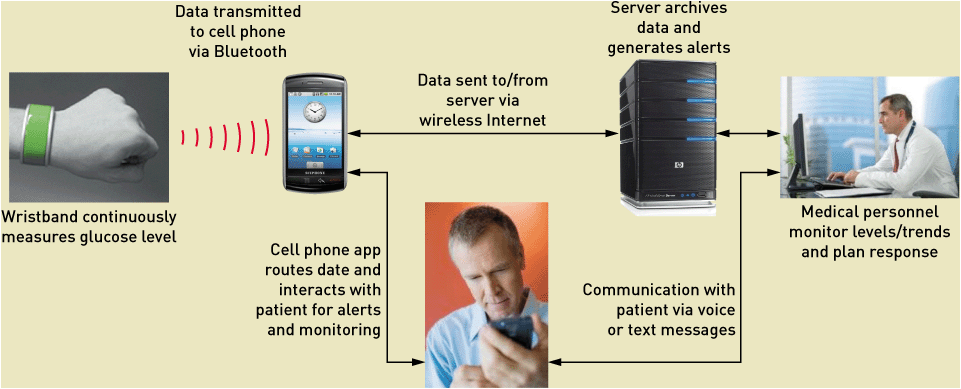 Data transmitted
to cell phone
via Bluetooth
Server archives
data and
generates alerts
Data sent to/from
server via
wireless Internet
Wristband continuously
measures glucose level
Medical personnel
monitor levels/trends
and plan response
Cell phone app
routes date and
interacts with
patient for alerts
and monitoring
Communication with
patient via voice
or text messages
hp